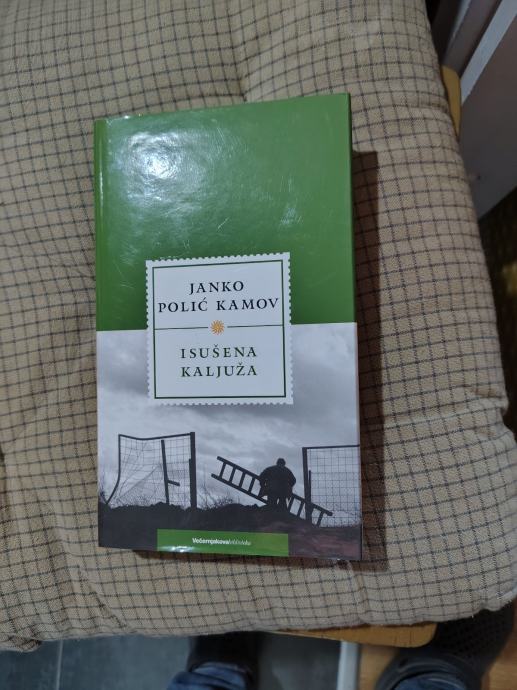 JANKO
POLIĆ KAMOV
ISUŠENA
KALJUŽA
Večernjakova biblioteka